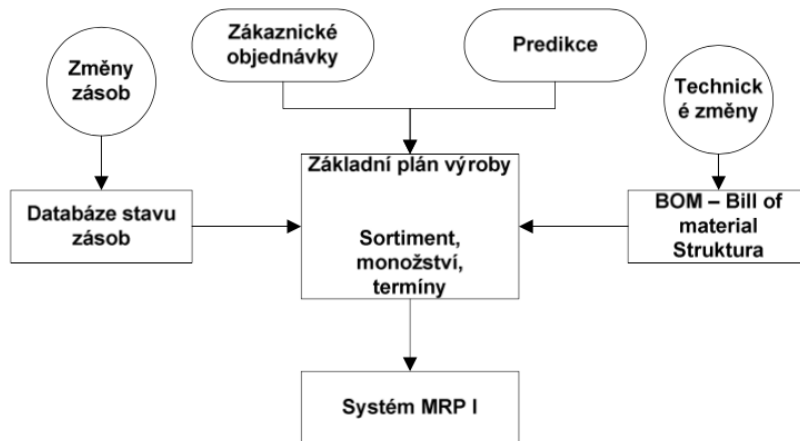 Zákaznické
objednávky
Predikce
Změny
zásob
Technick
é změny
Základní plán výroby
Databáze stavu
zásob
Sortiment,
monožství,
termíny
BOM – Bill of
material
Struktura
Systém MRP I